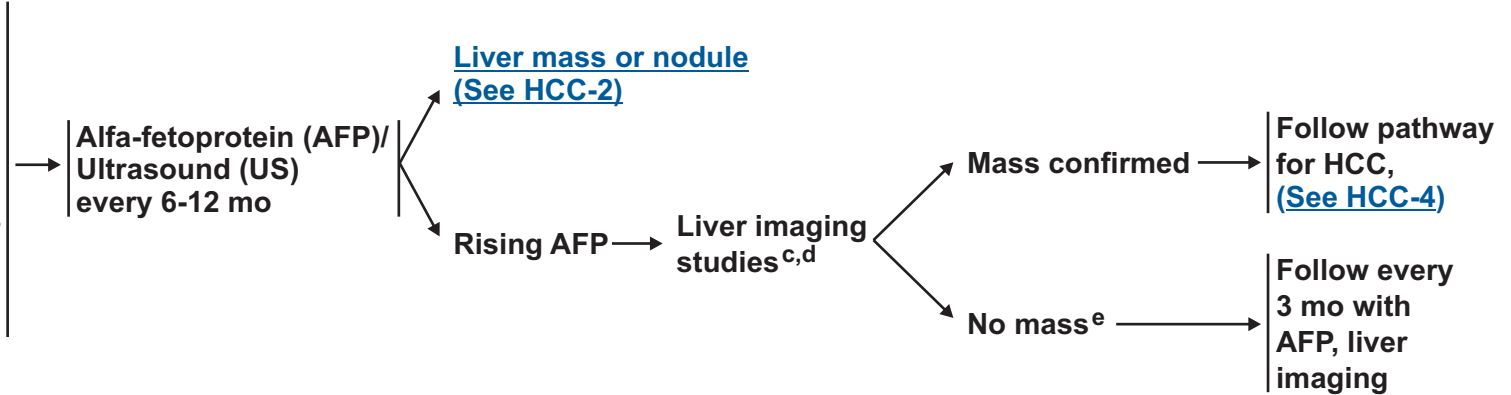 Alfa-fetoprotein (AFP)/
Ultrasound (US)
every 6-12 mo
Liver mass or nodule
(See HCC-2)
Rising AFP
Liver imaging
studies c,d
Mass confirmed
Follow pathway
for HCC,
(See HCC-4)
No mass e
Follow every
3 mo with
AFP, liver
imaging